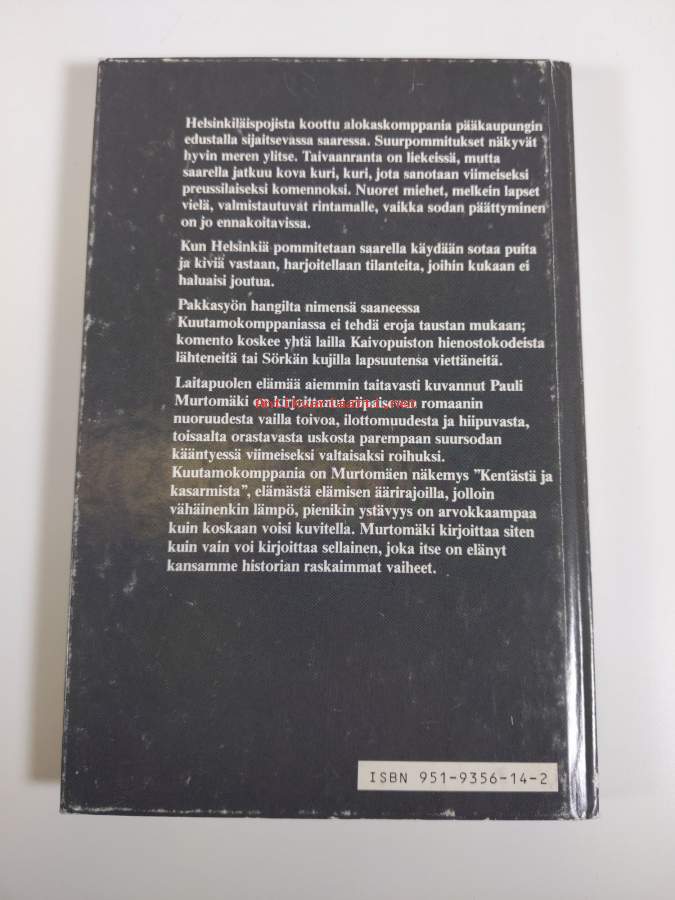 Helsinkiläispojista koottu alokaskomppania pääkaupungin
edustalla sijaitsevassa saaressa. Suurpommitukset näkyvät
hyvin meren ylitse. Taivaanranta on liekeissä, mutta
saarella jatkuu kova kuri, kuri, jota sanotaan viimeiseksi
preussilaiseksi komennoksi. Nuoret miehet, melkein lapset
vielä, valmistautuvat rintamalle, vaikka sodan päättyminen
on jo ennakoitavissa.
Kun Helsinkiä pommitetaan saarella käydään sotaa puita
ja kiviä vastaan, harjoitellaan tilanteita, joihin kukaan ei
haluaisi joutua.
Pakkasyön hangilta nimensä saaneessa
Kuutamokomppaniassa ei tehdä eroja taustan mukaan;
komento koskee yhtä lailla Kaivopuiston hienostokodeista
lähteneitä tai Sörkän kujilla lapsuutensa viettäneitä.
Laitapuolen elämää aiemmin taitavasti kuvannut Pauli
Murtomäki on kirjoittanut riipaisevan romaanin
nuoruudesta vailla toivoa, ilottomuudesta ja hiipuvasta,
toisaalta orastavasta uskosta parempaan suursodan
kääntyessä viimeiseksi valtaisaksi roihuksi.
Kuutamokomppania on Murtomäen näkemys "Kentästä ja
kasarmista", elämästä elämisen äärirajoilla, jolloin
vähäinenkin lämpö, pienikin ystävyys on arvokkaampaa
kuin koskaan voisi kuvitella. Murtomäki kirjoittaa siten
kuin vain voi kirjoittaa sellainen, joka itse on elänyt
kansamme historian raskaimmat vaiheet.
ISBN 951-9356-14-2